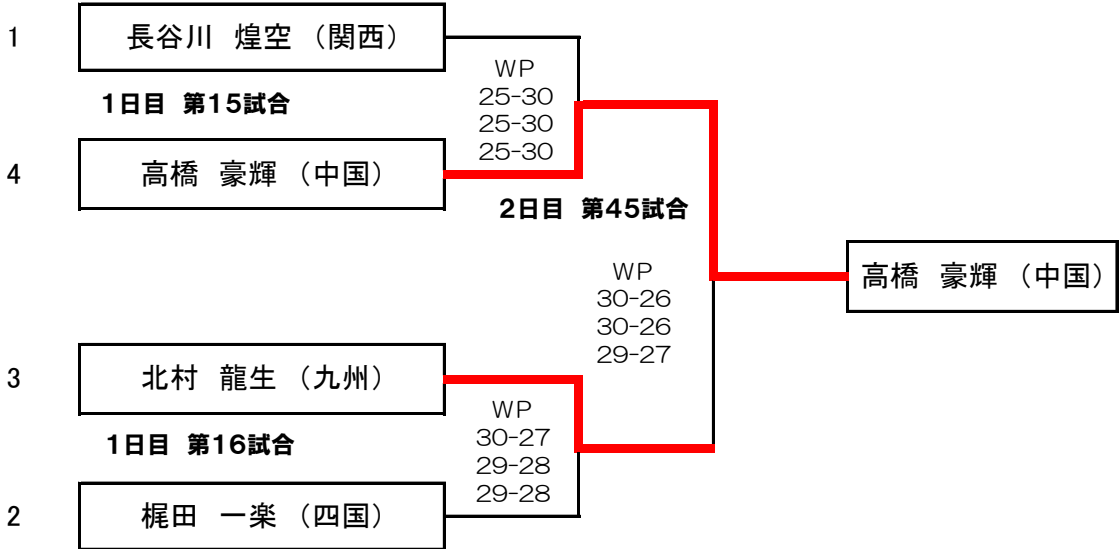 1
長谷川 煌空 （関西）
WP
25-30
25-30
25-30
1日目 第15試合
4
高橋 豪輝 （中国）
2日目 第45試合
WP
30-26
30-26
29-27
高橋 豪輝 （中国）
3
北村 龍生 （九州）
WP
30-27
29-28
29-28
1日目 第16試合
2
梶田 一楽 （四国）